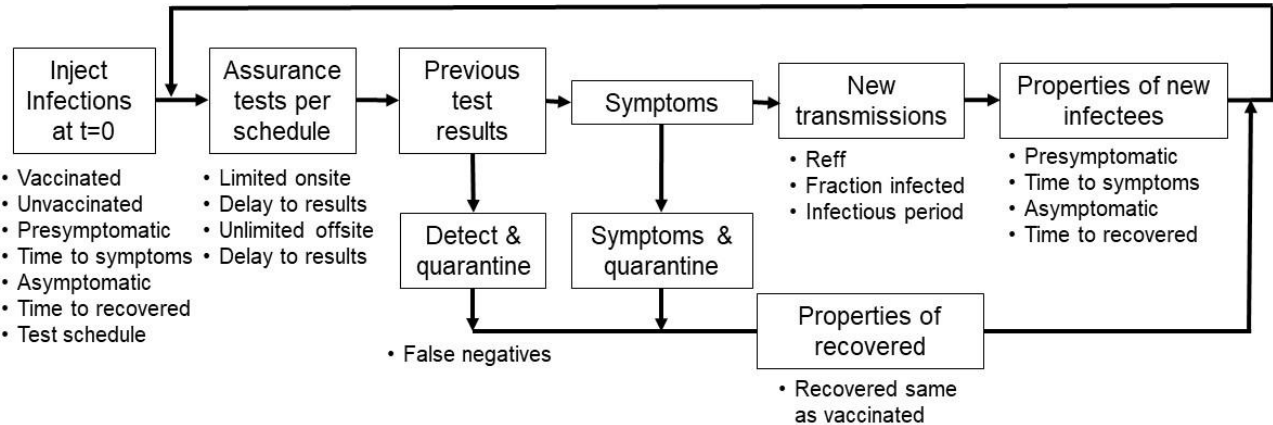 Inject
Infections
at t=0
Assurance
tests per
schedule
Previous
test
results
Symptoms
New
transmissions
Properties of new
infectees
• Vaccinated
• Unvaccinated
• Presymptomatic
• Time to symptoms
• Asymptomatic
• Time to recovered
• Test schedule
• Limited onsite
• Delay to results
• Unlimited offsite
• Delay to results
• Reff
• Fraction infected
• Infectious period
• Presymptomatic
• Time to symptoms
• Asymptomatic
• Time to recovered
Detect &
quarantine
Symptoms &
quarantine
• False negatives
Properties of
recovered
• Recovered same
as vaccinated